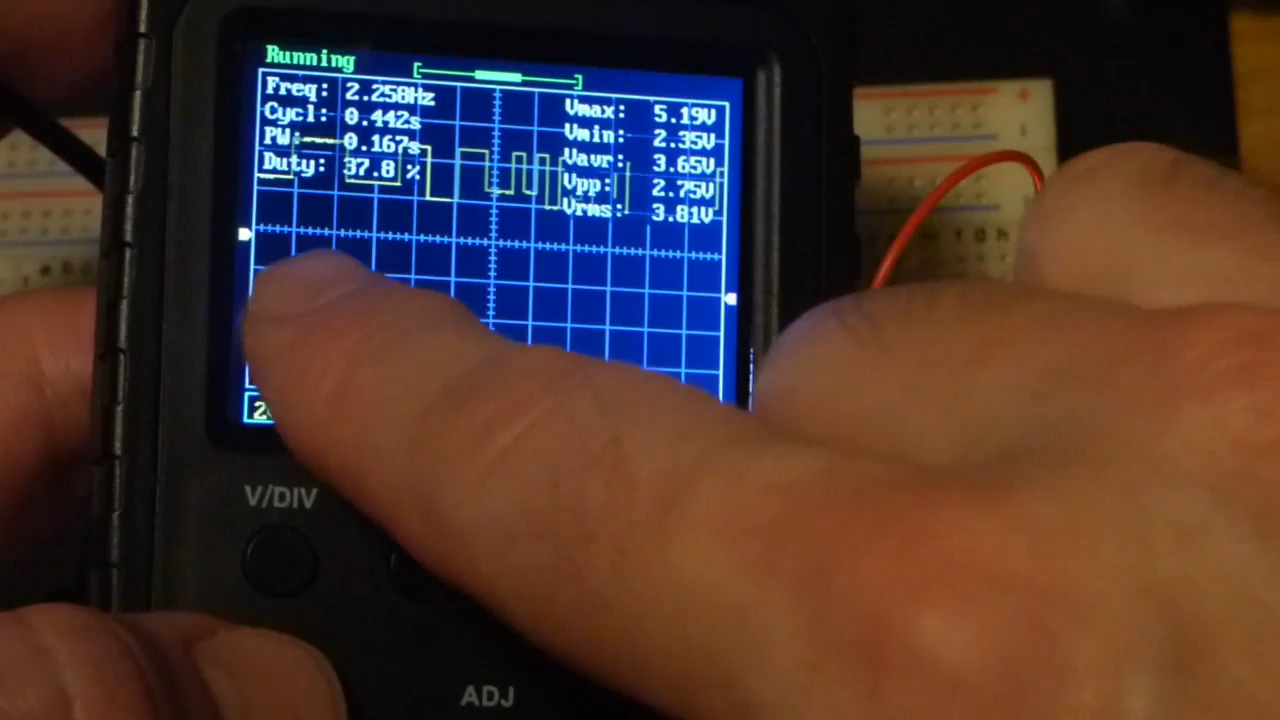 Running
Freq: 2.258Hz
Cycl: 0.442s
PW: 0.167s
Duty: 37.8 %
Vmax: 5.19V
Vmin: 2.35V
Vavr: 3.65V
Vpp: 2.75V
Vrms: 3.81V
V/DIV
ADJ
f g h